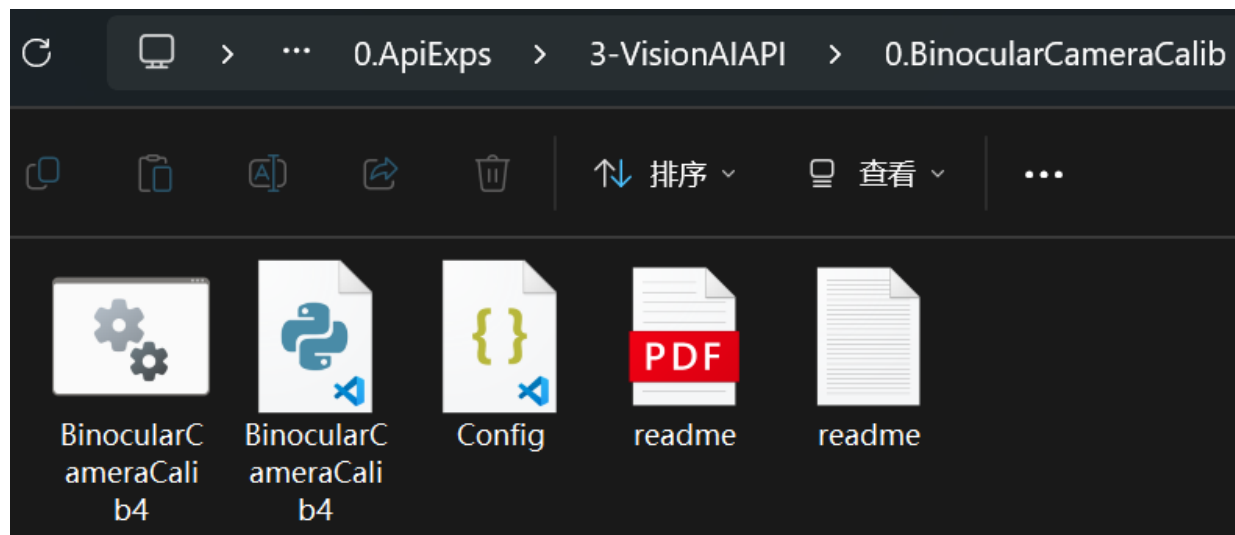 0.ApiExps > 3-VisionAIAPI > 0.BinocularCameraCalib
排序 查看
BinocularC
ameraCali
b4
BinocularC
ameraCali
b4
Config
PDF
readme
readme